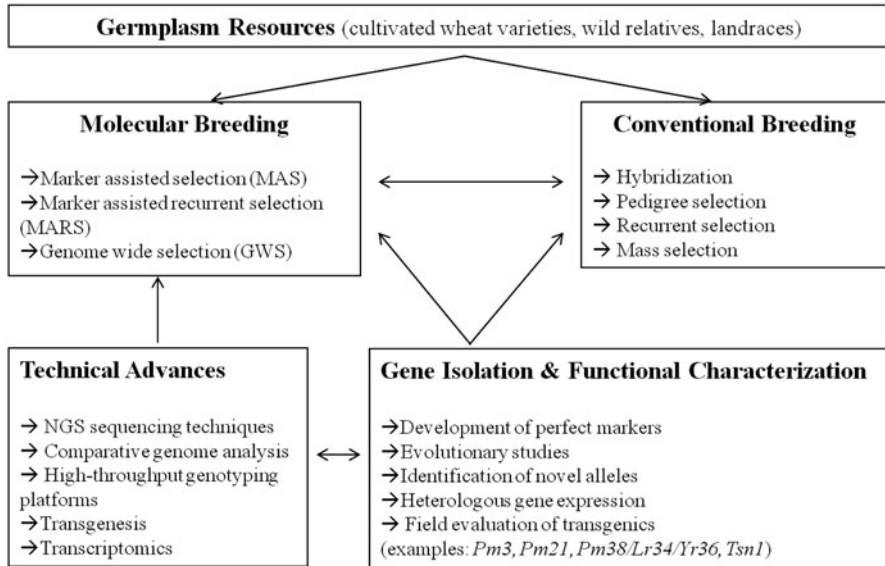 Germplasm Resources (cultivated wheat varieties, wild relatives, landraces)
Molecular Breeding
→Marker assisted selection (MAS)
→Marker assisted recurrent selection
(MARS)
→Genome wide selection (GWS)
Conventional Breeding
→ Hybridization
→ Pedigree selection
→ Recurrent selection
→ Mass selection
Technical Advances
→ NGS sequencing techniques
→ Comparative genome analysis
→ High-throughput genotyping
platforms
→Transgenesis
→Transcriptomics
Gene Isolation & Functional Characterization
→Development of perfect markers
→Evolutionary studies
→Identification of novel alleles
→Heterologous gene expression
→ Field evaluation of transgenics
(examples: Pm3, Pm21, Pm38/Lr34/Yr36, Tsn1)